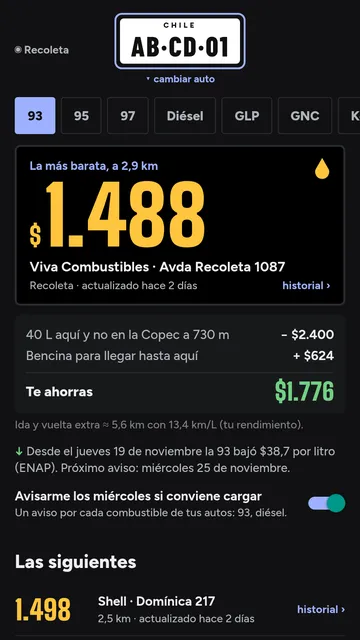 Recoleta
CHILE
AB·CD·01
▾ cambiar auto
93 95 97 Diésel GLP GNC K
La más barata, a 2,9 km
$1.488
Viva Combustibles · Avda Recoleta 1087
Recoleta · actualizado hace 2 días historial ›
40 L aquí y no en la Copec a 730 m − $2.400
Bencina para llegar hasta aquí + $624
Te ahorras $1.776
Ida y vuelta extra ≈ 5,6 km con 13,4 km/L (tu rendimiento).
↓ Desde el jueves 19 de noviembre la 93 bajó $38,7 por litro
(ENAP). Próximo aviso: miércoles 25 de noviembre.
Avisarme los miércoles si conviene cargar
Un aviso por cada combustible de tus autos: 93, diésel.
Las siguientes
1.498 Shell · Domínica 217 historial ›
2,5 km · actualizado hace 2 días